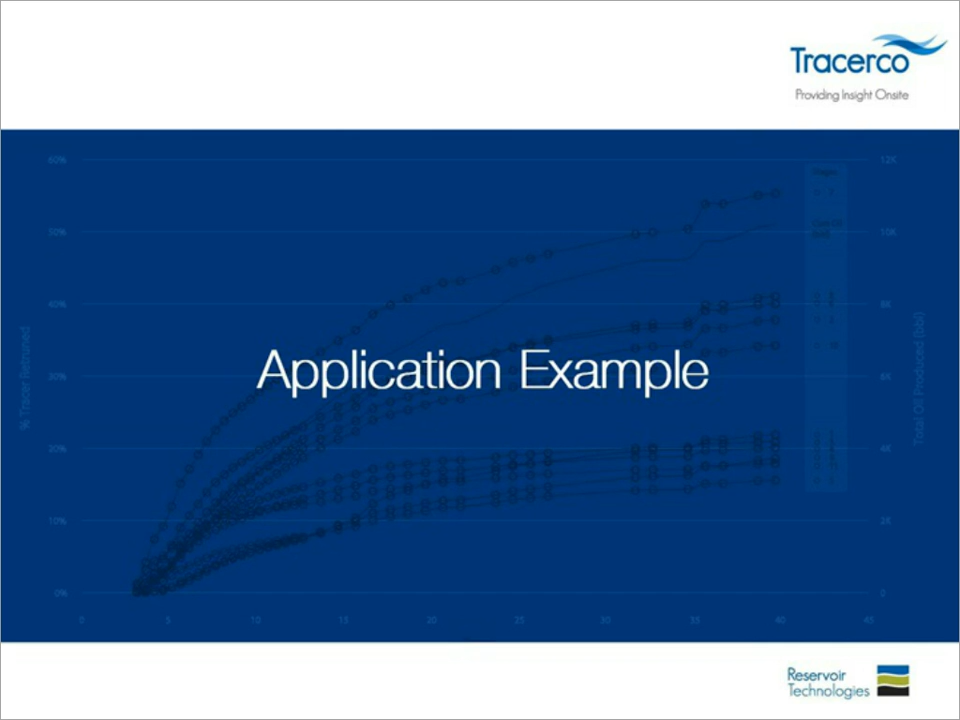 Tracerco
Providing Insight Onsite
60%
12K
50%
10K
40%
8K
Application Example
% Tracer Returned
Total Oil Produced (bbl)
30%
6K
20%
4K
10%
2K
0%
0
0 5 10 15 20 25 30 35 40 45
Reservoir
Technologies